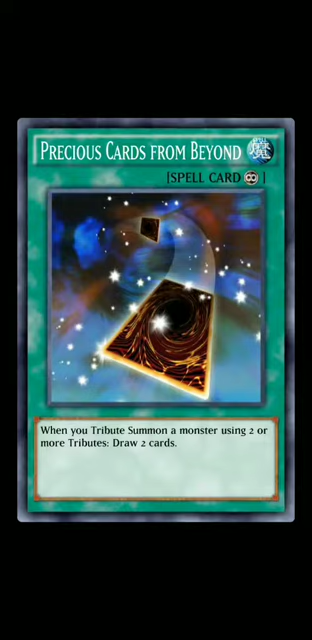 PRECIOUS CARDS FROM BEYOND
[SPELL CARD ]
When you Tribute Summon a monster using 2 or
more Tributes: Draw 2 cards.